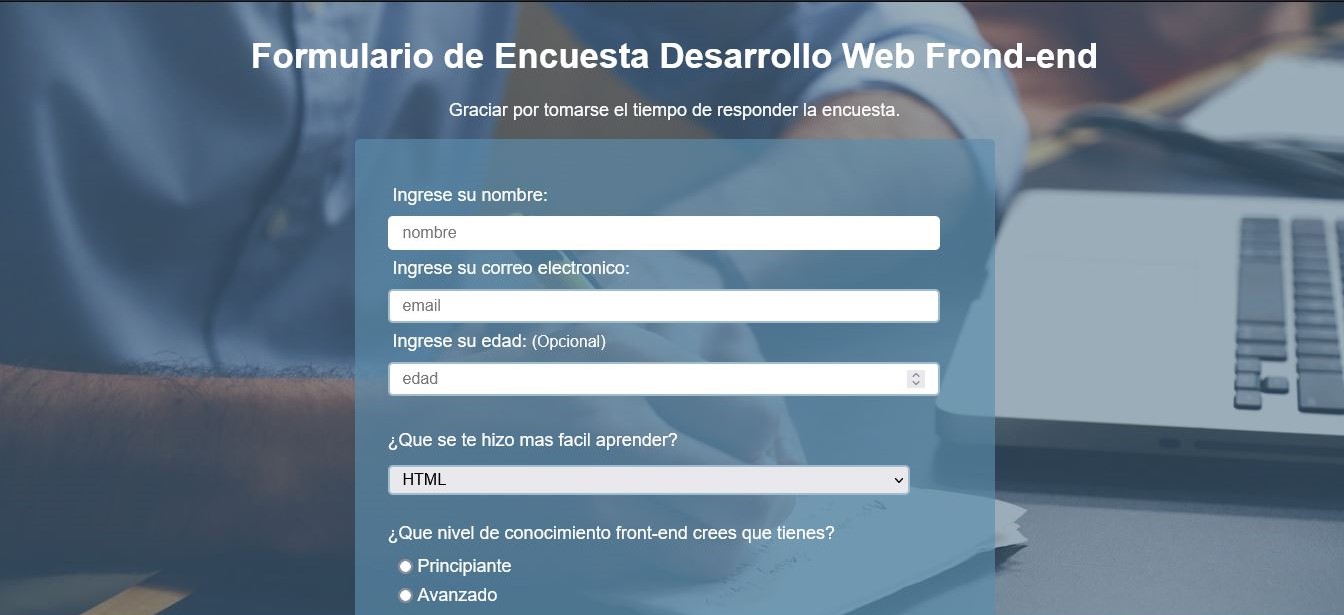 Formulario de Encuesta Desarrollo Web Frond-end
Graciar por tomarse el tiempo de responder la encuesta.
Ingrese su nombre:
nombre
Ingrese su correo electronico:
email
Ingrese su edad: (Opcional)
edad
¿Que se te hizo mas facil aprender?
HTML
¿Que nivel de conocimiento front-end crees que tienes?
Principiante
Avanzado